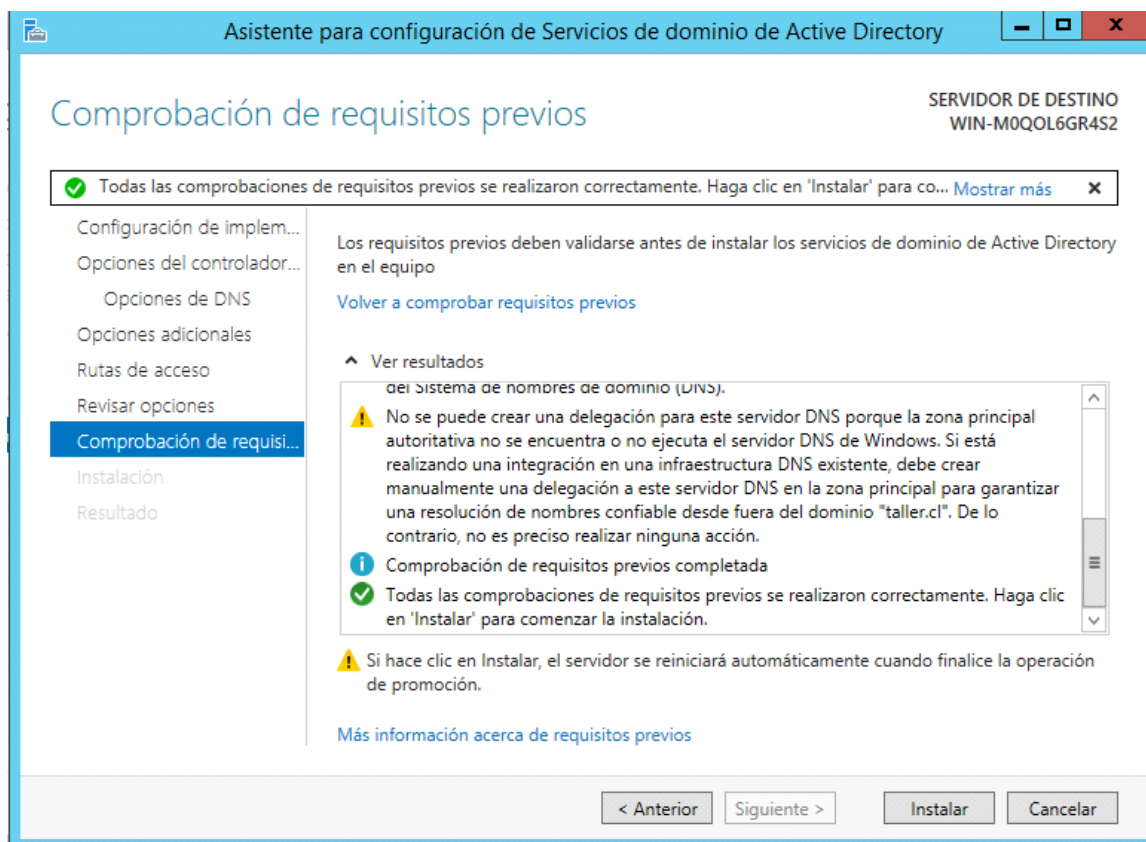 Asistente para configuración de Servicios de dominio de Active Directory
Comprobación de requisitos previos
SERVIDOR DE DESTINO
WIN-M0QOL6GR4S2
Todas las comprobaciones de requisitos previos se realizaron correctamente. Haga clic en 'Instalar' para co... Mostrar más
Configuración de implem...
Opciones del controlador...
Opciones de DNS
Opciones adicionales
Rutas de acceso
Revisar opciones
Comprobación de requisi...
Instalación
Resultado
Los requisitos previos deben validarse antes de instalar los servicios de dominio de Active Directory
en el equipo
Volver a comprobar requisitos previos
Ver resultados
del Sistema de nombres de dominio (DNS).
No se puede crear una delegación para este servidor DNS porque la zona principal
autoritativa no se encuentra o no ejecuta el servidor DNS de Windows. Si está
realizando una integración en una infraestructura DNS existente, debe crear
manualmente una delegación a este servidor DNS en la zona principal para garantizar
una resolución de nombres confiable desde fuera del dominio "taller.cl". De lo
contrario, no es preciso realizar ninguna acción.
Comprobación de requisitos previos completada
Todas las comprobaciones de requisitos previos se realizaron correctamente. Haga clic
en 'Instalar' para comenzar la instalación.
Si hace clic en Instalar, el servidor se reiniciará automáticamente cuando finalice la operación
de promoción.
Más información acerca de requisitos previos
< Anterior
Siguiente >
Instalar
Cancelar